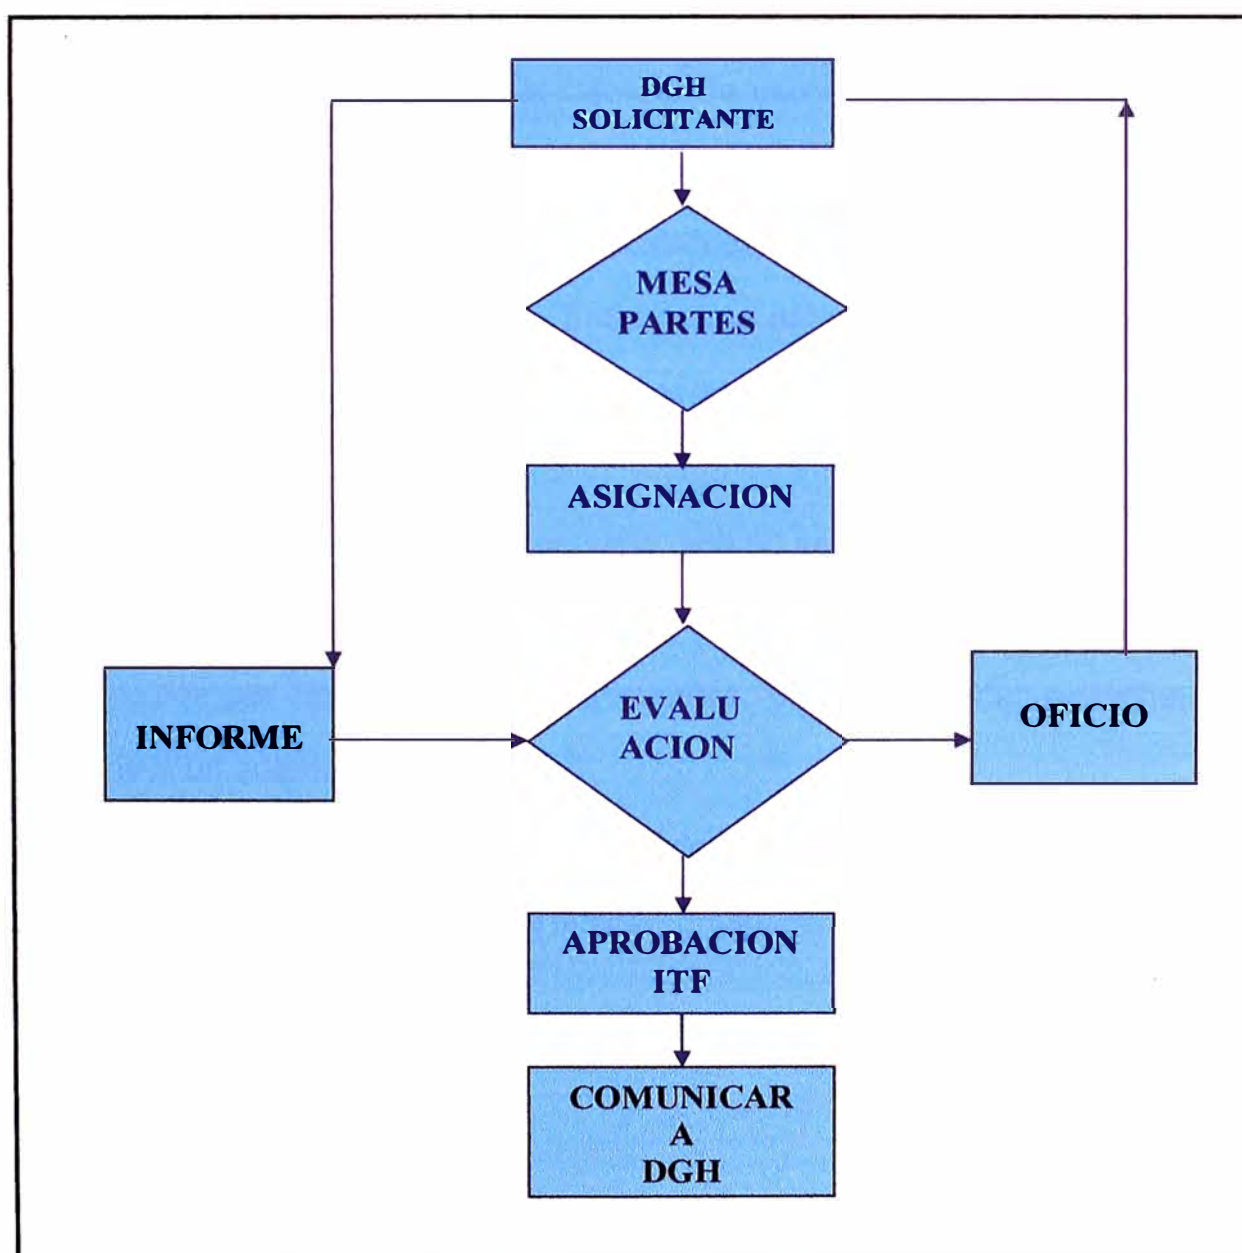 DGH
SOLICITANTE
MESA
PARTES
ASIGNACION
INFORME
EVALU
ACION
OFICIO
APROBACION
ITF
COMUNICAR
A
DGH